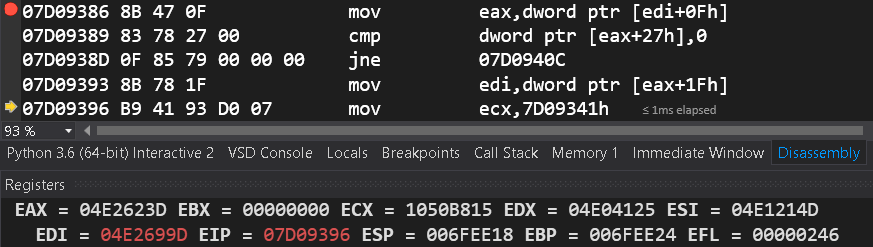 07D09386 8B 47 0F mov eax,dword ptr [edi+0Fh]
07D09389 83 78 27 00 cmp dword ptr [eax+27h],0
07D0938D 0F 85 79 00 00 00 jne 07D0940C
07D09393 8B 78 1F mov edi,dword ptr [eax+1Fh]
07D09396 B9 41 93 D0 07 mov ecx,7D09341h ≤ 1ms elapsed
93 %
Python 3.6 (64-bit) Interactive 2 VSD Console Locals Breakpoints Call Stack Memory 1 Immediate Window Disassembly
Registers
EAX = 04E2623D EBX = 00000000 ECX = 1050B815 EDX = 04E04125 ESI = 04E1214D
EDI = 04E2699D EIP = 07D09396 ESP = 006FEE18 EBP = 006FEE24 EFL = 00000246